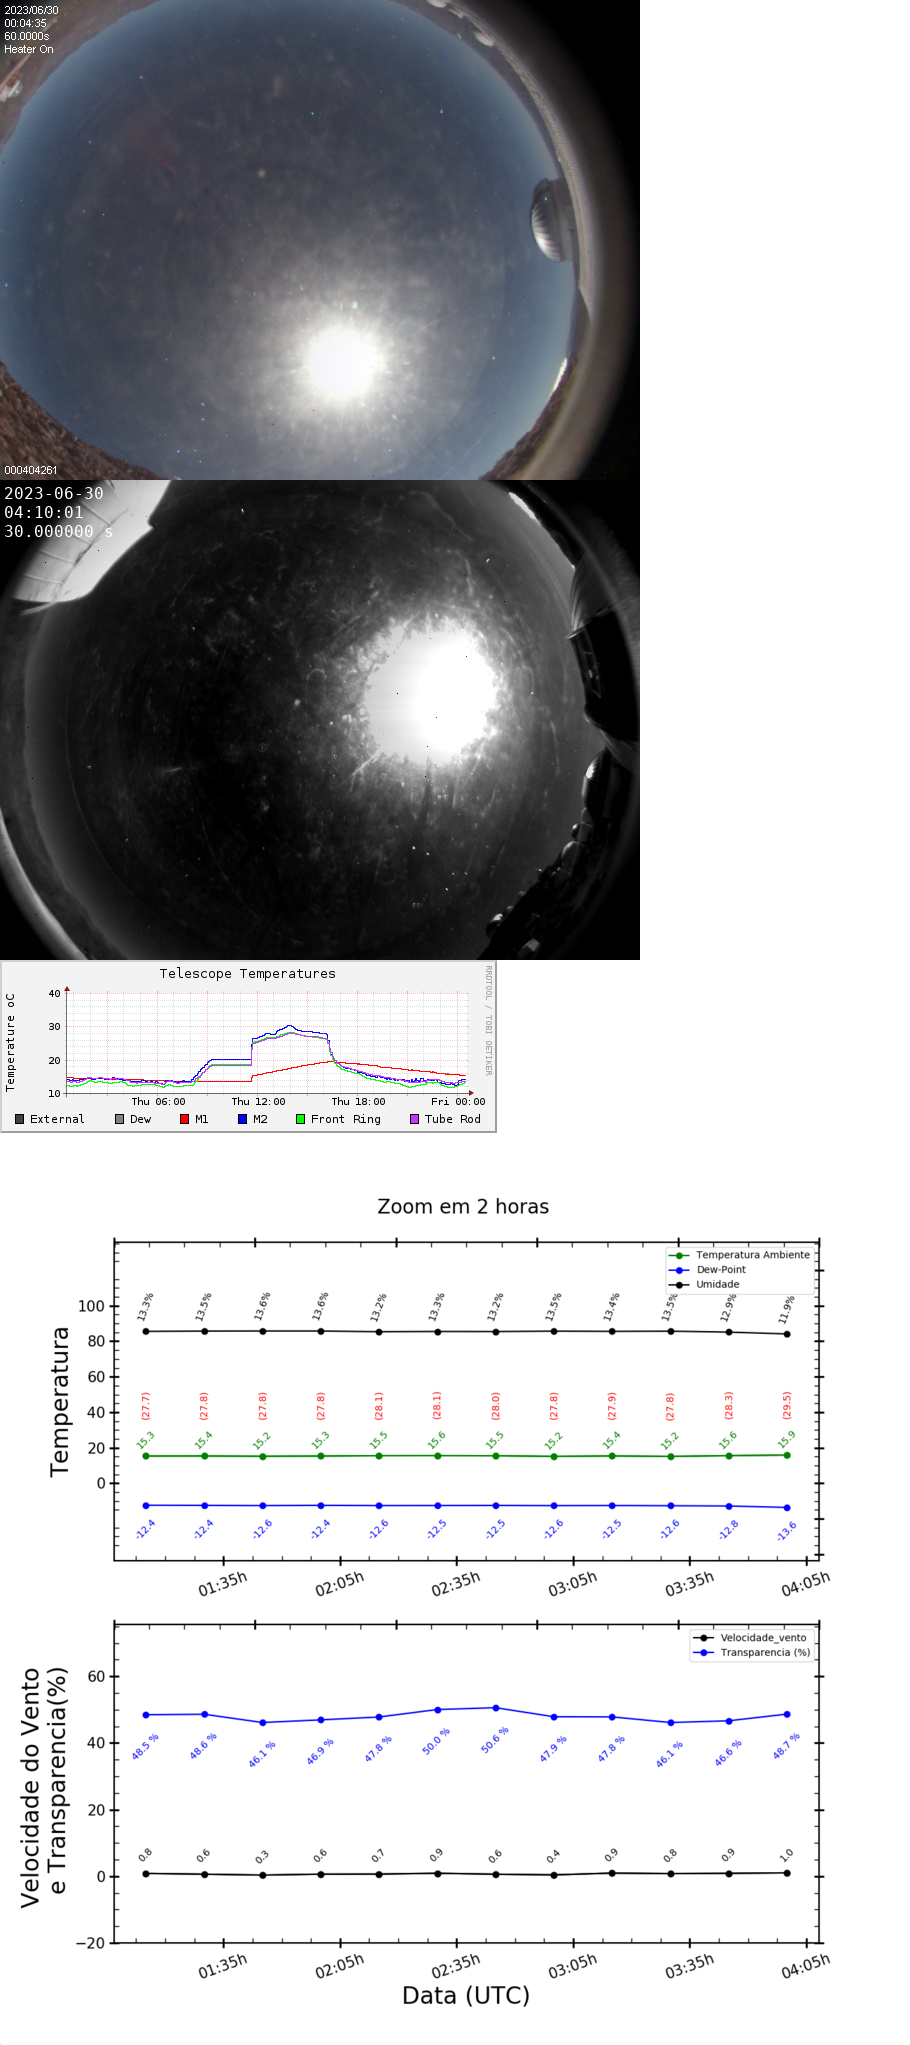 2023/06/30
00:04:35
60.0000s
Heater On
000404261
2023-06-30
04:10:01
30.000000 s
Telescope Temperatures
RRDTOOL / TOBI OETIKER
Temperature oC
40
30
20
10
Thu 06:00 Thu 12:00 Thu 18:00 Fri 00:00
External Dew M1 M2 Front Ring Tube Rod
Zoom em 2 horas
Temperatura Ambiente
Dew-Point
Umidade
Temperatura
100
80
60
40
20
0
13.3% 13.5% 13.6% 13.6% 13.2% 13.3% 13.2% 13.5% 13.4% 13.5% 12.9% 11.9%
(27.7) (27.8) (27.8) (27.8) (28.1) (28.1) (28.0) (27.8) (27.9) (27.8) (28.3) (29.5)
15.3 15.4 15.2 15.3 15.5 15.6 15.5 15.2 15.4 15.2 15.6 15.9
-12.4 -12.4 -12.6 -12.4 -12.6 -12.5 -12.5 -12.6 -12.5 -12.6 -12.8 -13.6
01:35h 02:05h 02:35h 03:05h 03:35h 04:05h
Velocidade_vento
Transparencia (%)
Velocidade do Vento
e Transparencia(%)
60
40
20
0
−20
48.5 % 48.6 % 46.1 % 46.9 % 47.8 % 50.0 % 50.6 % 47.9 % 47.8 % 46.1 % 46.6 % 48.7 %
0.8 0.6 0.3 0.6 0.7 0.9 0.6 0.4 0.9 0.8 0.9 1.0
01:35h 02:05h 02:35h 03:05h 03:35h 04:05h
Data (UTC)